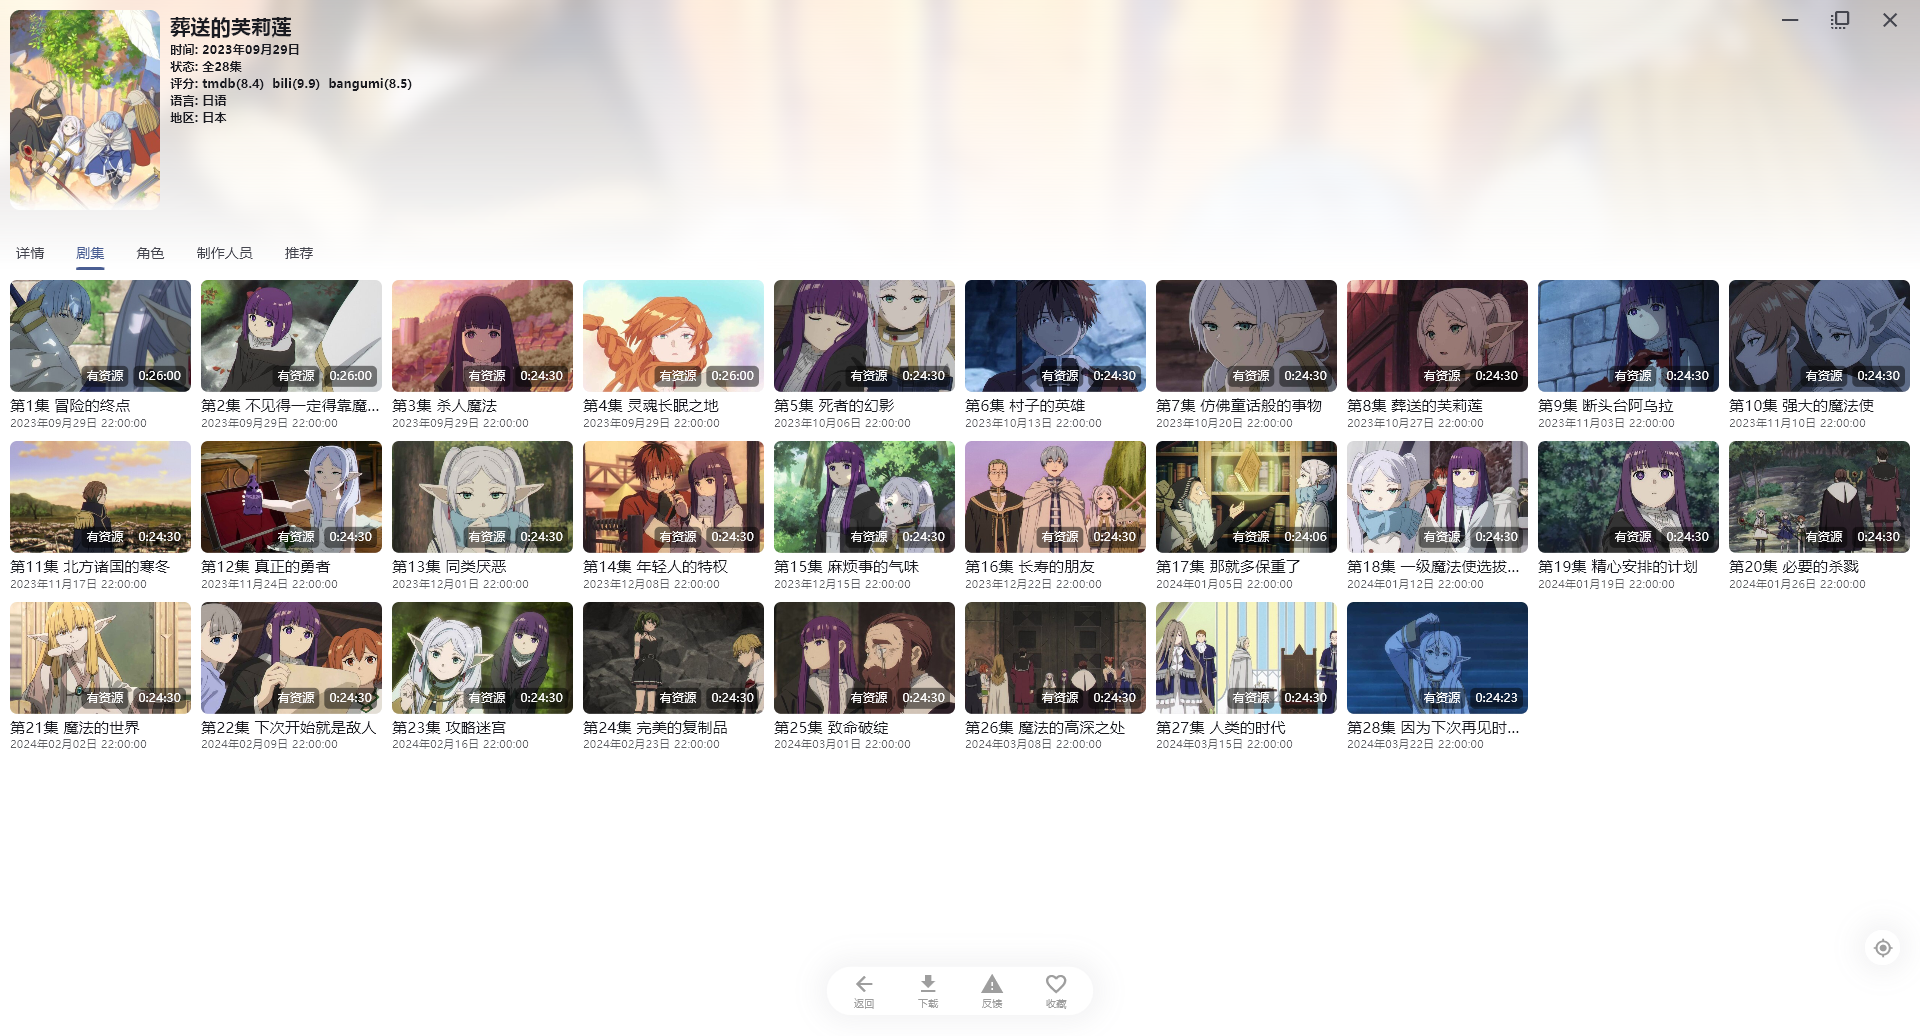 葬送的芙莉莲
时间: 2023年09月29日
状态: 全28集
评分: tmdb(8.4)  bili(9.9)  bangumi(8.5)
语言: 日语
地区: 日本
详情 剧集 角色 制作人员 推荐
有资源 0:26:00 有资源 0:26:00 有资源 0:24:30 有资源 0:26:00 有资源 0:24:30 有资源 0:24:30 有资源 0:24:30 有资源 0:24:30 有资源 0:24:30 有资源 0:24:30
第1集 冒险的终点 第2集 不见得一定得靠魔... 第3集 杀人魔法 第4集 灵魂长眠之地 第5集 死者的幻影 第6集 村子的英雄 第7集 仿佛童话般的事物 第8集 葬送的芙莉莲 第9集 断头台阿乌拉 第10集 强大的魔法使
2023年09月29日 22:00:00 2023年09月29日 22:00:00 2023年09月29日 22:00:00 2023年09月29日 22:00:00 2023年10月06日 22:00:00 2023年10月13日 22:00:00 2023年10月20日 22:00:00 2023年10月27日 22:00:00 2023年11月03日 22:00:00 2023年11月10日 22:00:00
有资源 0:24:30 有资源 0:24:30 有资源 0:24:30 有资源 0:24:30 有资源 0:24:30 有资源 0:24:30 有资源 0:24:06 有资源 0:24:30 有资源 0:24:30 有资源 0:24:30
第11集 北方诸国的寒冬 第12集 真正的勇者 第13集 同类厌恶 第14集 年轻人的特权 第15集 麻烦事的气味 第16集 长寿的朋友 第17集 那就多保重了 第18集 一级魔法使选拔... 第19集 精心安排的计划 第20集 必要的杀戮
2023年11月17日 22:00:00 2023年11月24日 22:00:00 2023年12月01日 22:00:00 2023年12月08日 22:00:00 2023年12月15日 22:00:00 2023年12月22日 22:00:00 2024年01月05日 22:00:00 2024年01月12日 22:00:00 2024年01月19日 22:00:00 2024年01月26日 22:00:00
有资源 0:24:30 有资源 0:24:30 有资源 0:24:30 有资源 0:24:30 有资源 0:24:30 有资源 0:24:30 有资源 0:24:30 有资源 0:24:23
第21集 魔法的世界 第22集 下次开始就是敌人 第23集 攻略迷宫 第24集 完美的复制品 第25集 致命破绽 第26集 魔法的高深之处 第27集 人类的时代 第28集 因为下次再见时...
2024年02月02日 22:00:00 2024年02月09日 22:00:00 2024年02月16日 22:00:00 2024年02月23日 22:00:00 2024年03月01日 22:00:00 2024年03月08日 22:00:00 2024年03月15日 22:00:00 2024年03月22日 22:00:00
返回 下载 反馈 收藏